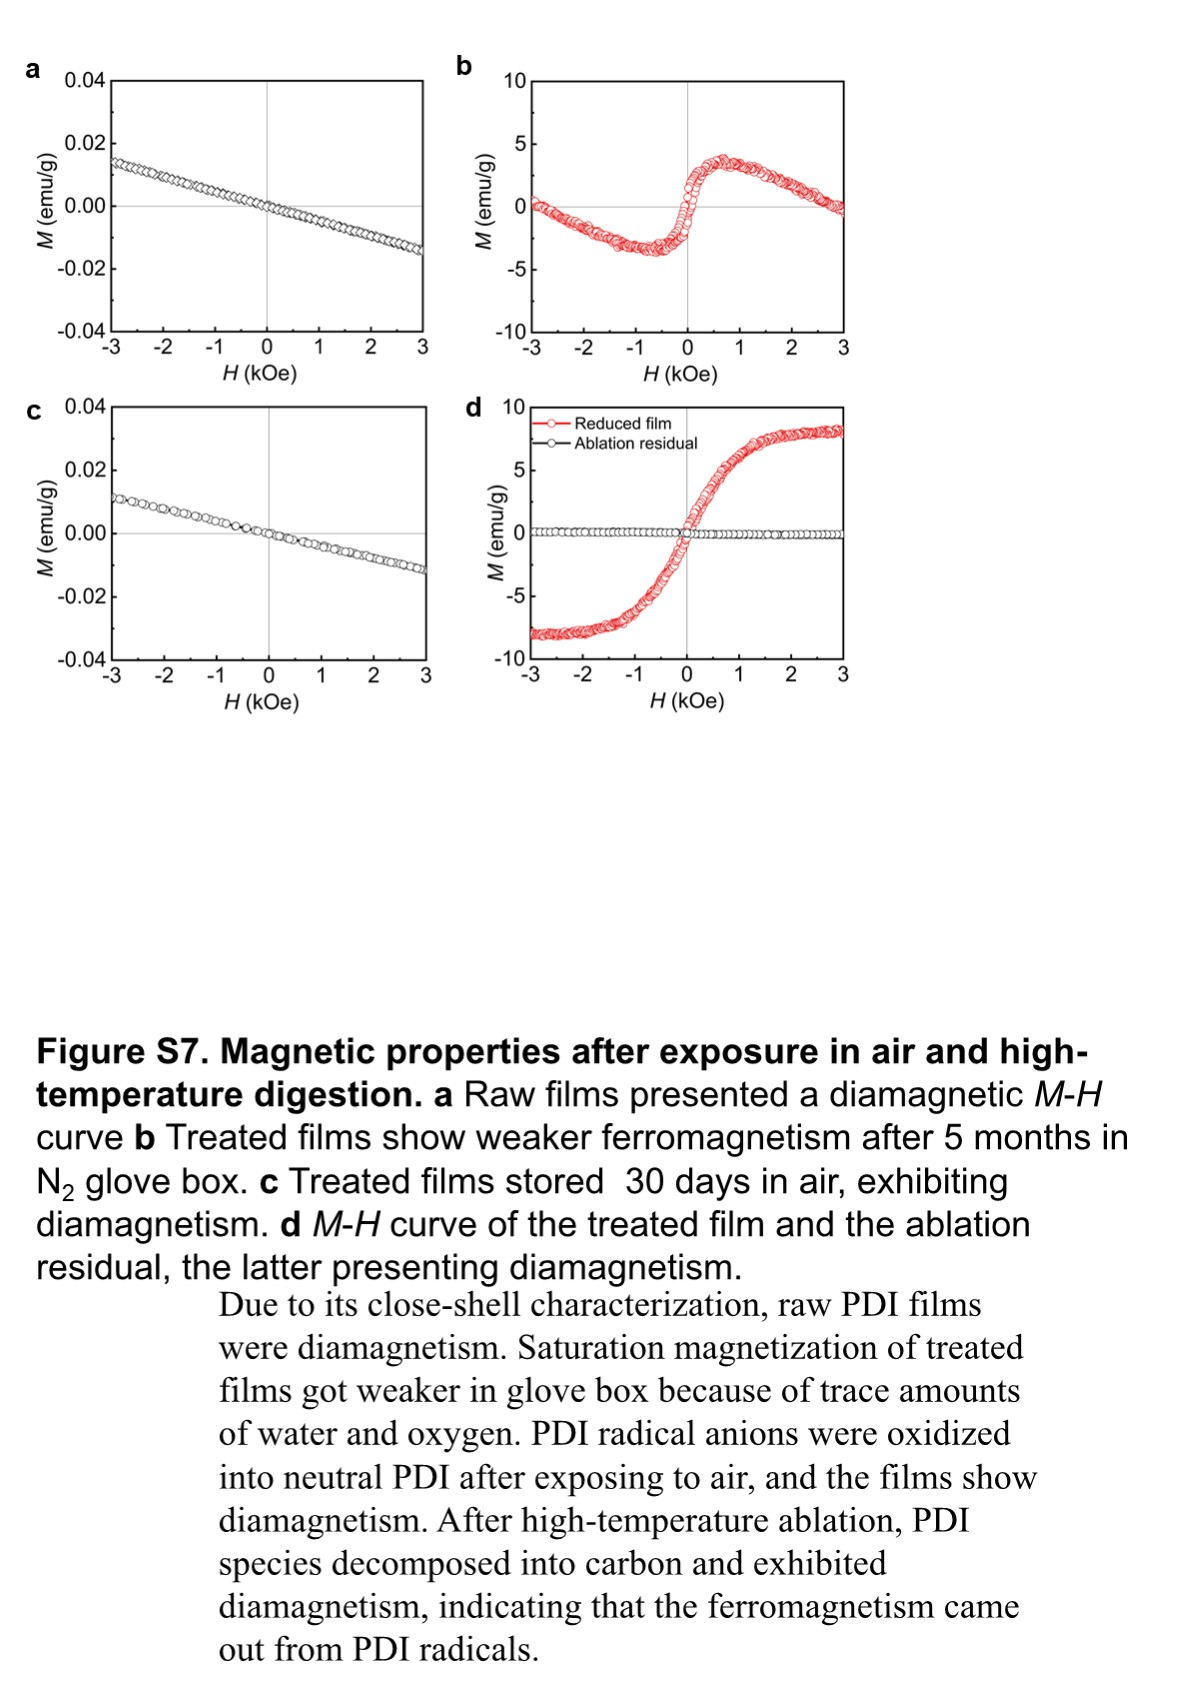 a
0.04
0.02
0.00
-0.02
-0.04
-3 -2 -1 0 1 2 3
M (emu/g)
H (kOe)
b
10
5
0
-5
-10
-3 -2 -1 0 1 2 3
M (emu/g)
H (kOe)
c
0.04
0.02
0.00
-0.02
-0.04
-3 -2 -1 0 1 2 3
M (emu/g)
H (kOe)
d
10
5
0
-5
-10
Reduced film
Ablation residual
-3 -2 -1 0 1 2 3
M (emu/g)
H (kOe)
Figure S7. Magnetic properties after exposure in air and high-
temperature digestion. a Raw films presented a diamagnetic M-H
curve b Treated films show weaker ferromagnetism after 5 months in
N₂ glove box. c Treated films stored  30 days in air, exhibiting
diamagnetism. d M-H curve of the treated film and the ablation
residual, the latter presenting diamagnetism.
Due to its close-shell characterization, raw PDI films
were diamagnetism. Saturation magnetization of treated
films got weaker in glove box because of trace amounts
of water and oxygen. PDI radical anions were oxidized
into neutral PDI after exposing to air, and the films show
diamagnetism. After high-temperature ablation, PDI
species decomposed into carbon and exhibited
diamagnetism, indicating that the ferromagnetism came
out from PDI radicals.